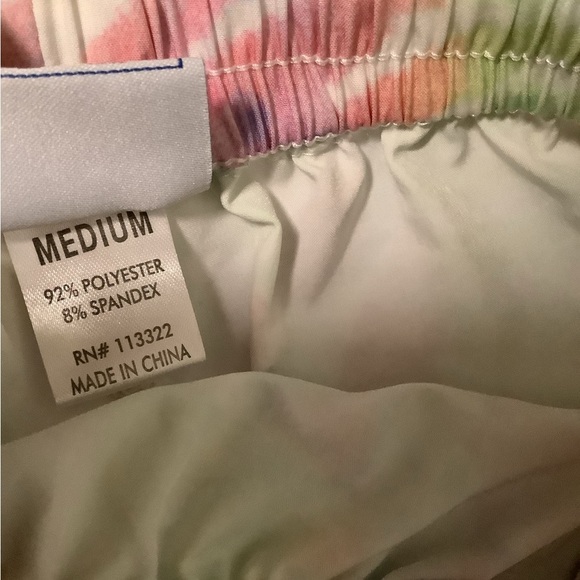 MEDIUM
92% POLYESTER
8% SPANDEX
RN# 113322
MADE IN CHINA